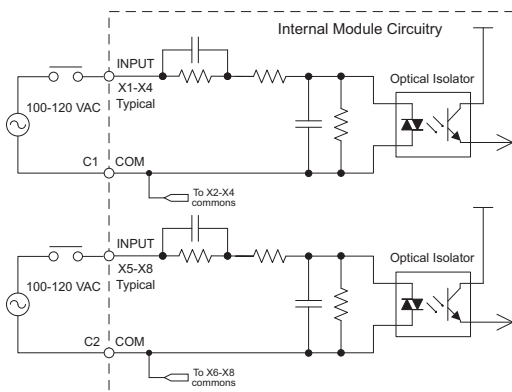 Internal Module Circuitry
INPUT
X1-X4
Typical
Optical Isolator
100-120 VAC
C1 COM
To X2-X4
commons
INPUT
X5-X8
Typical
Optical Isolator
100-120 VAC
C2 COM
To X6-X8
commons